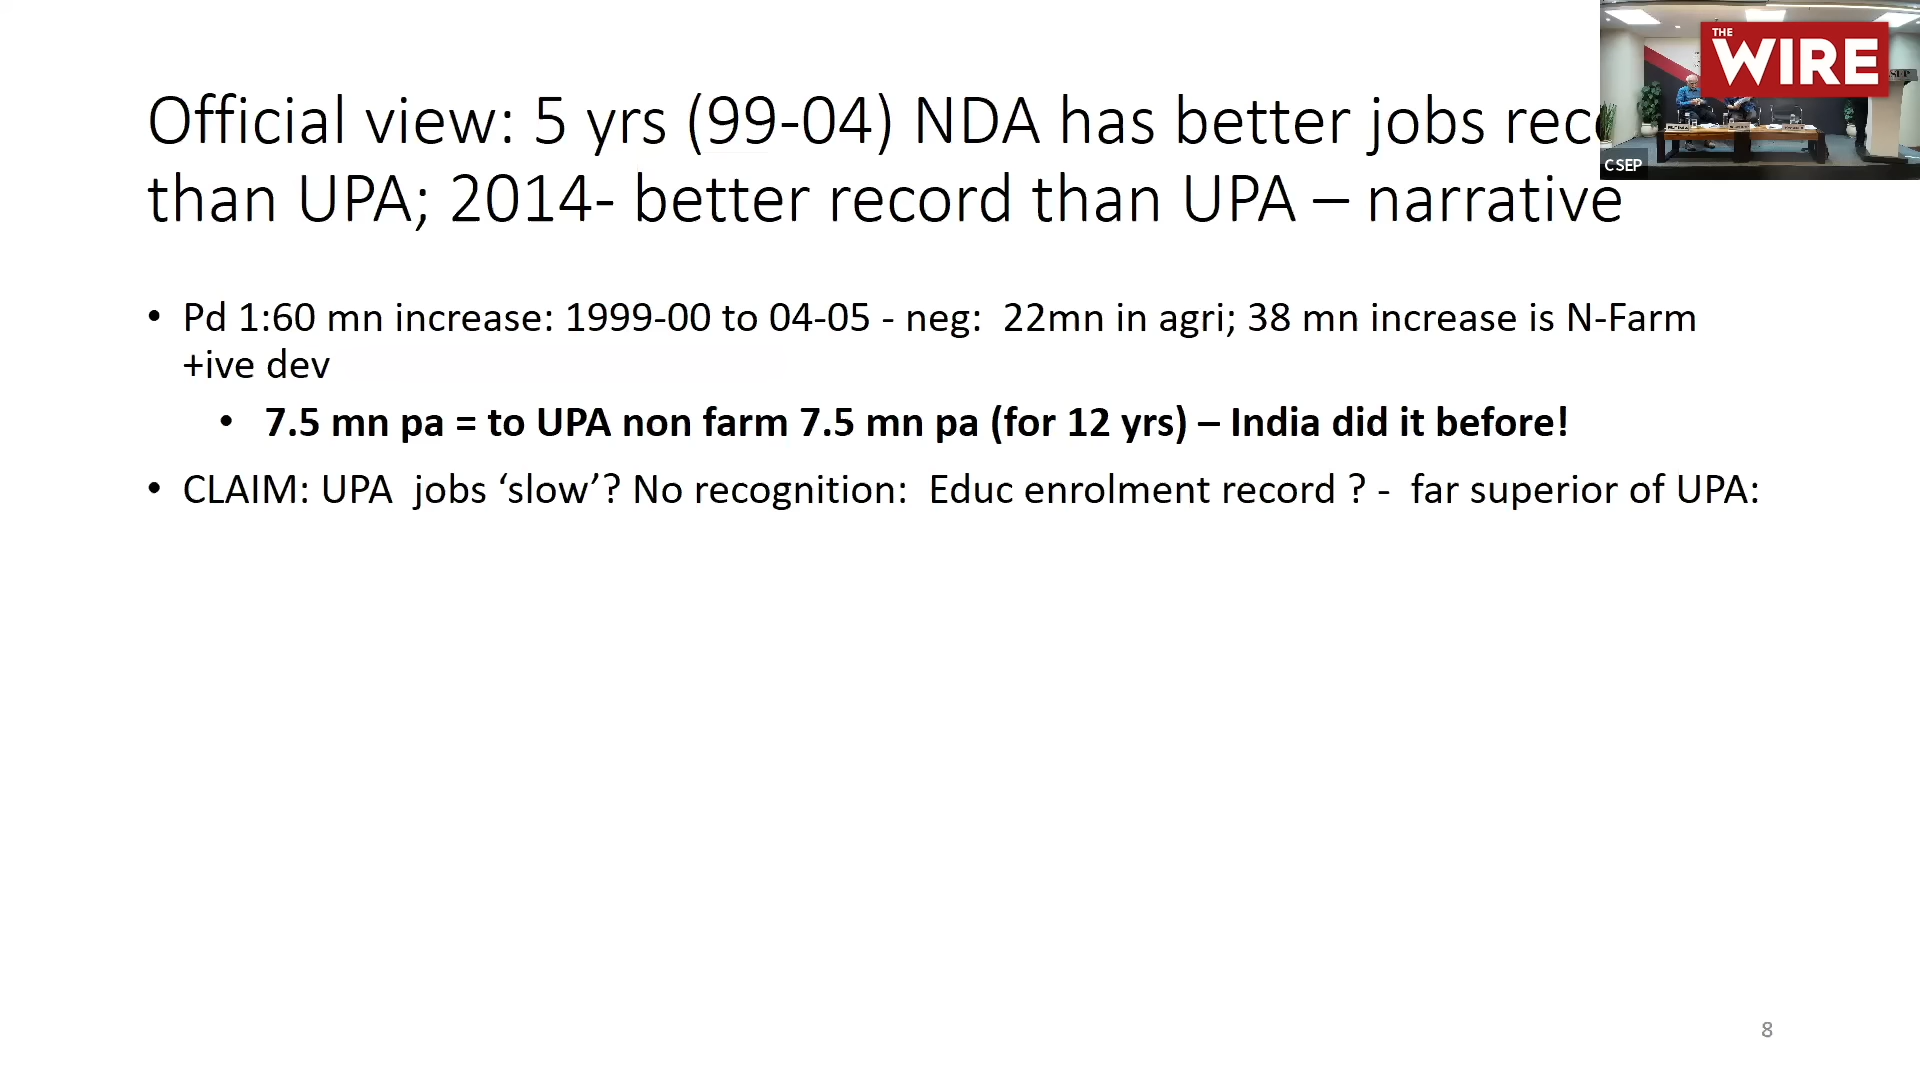 THE
WIRE
CSEP
Official view: 5 yrs (99-04) NDA has better jobs
than UPA; 2014- better record than UPA – narrative
• Pd 1:60 mn increase: 1999-00 to 04-05 - neg: 22mn in agri; 38 mn increase is N-Farm
+ive dev
• 7.5 mn pa = to UPA non farm 7.5 mn pa (for 12 yrs) – India did it before!
• CLAIM: UPA jobs ‘slow’? No recognition: Educ enrolment record ? - far superior of UPA:
8